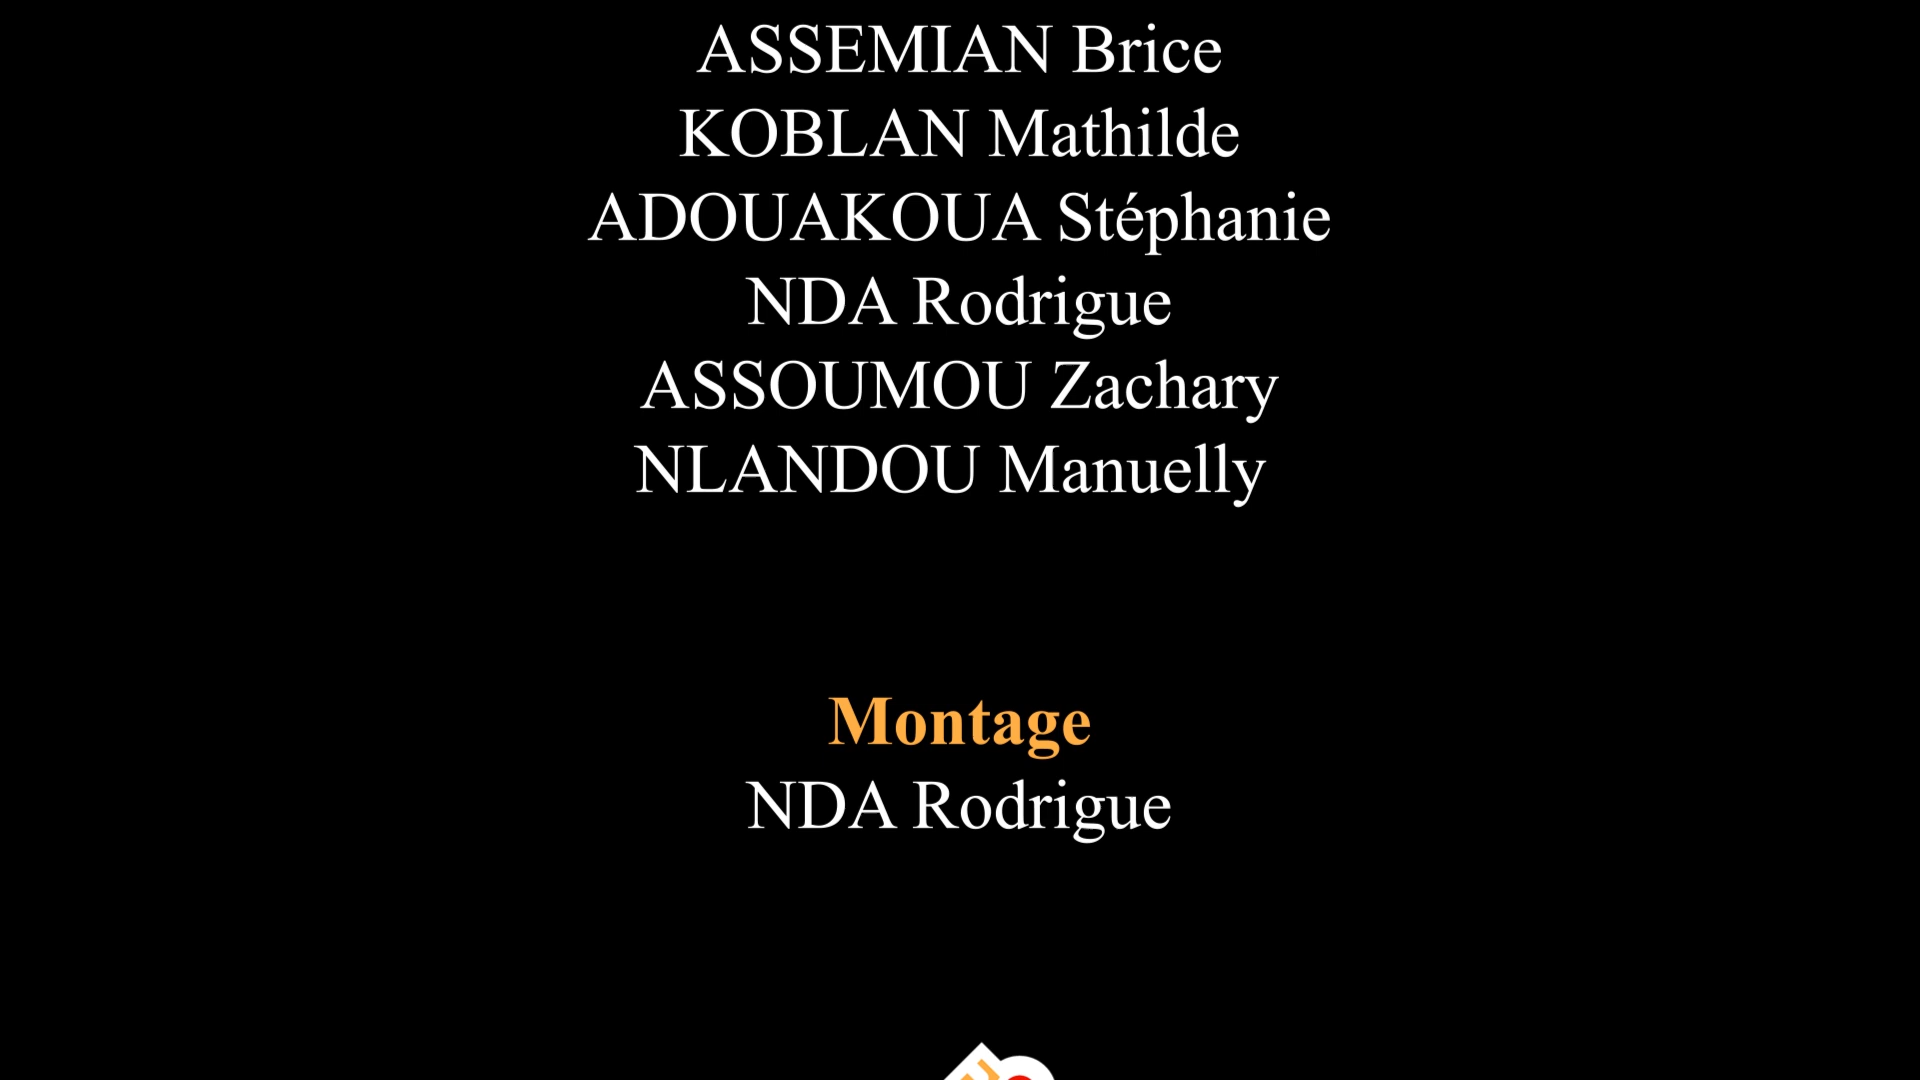 ASSEMIAN Brice
KOBLAN Mathilde
ADOUAKOUA Stéphanie
NDA Rodrigue
ASSOUMOU Zachary
NLANDOU Manuelly
Montage
NDA Rodrigue